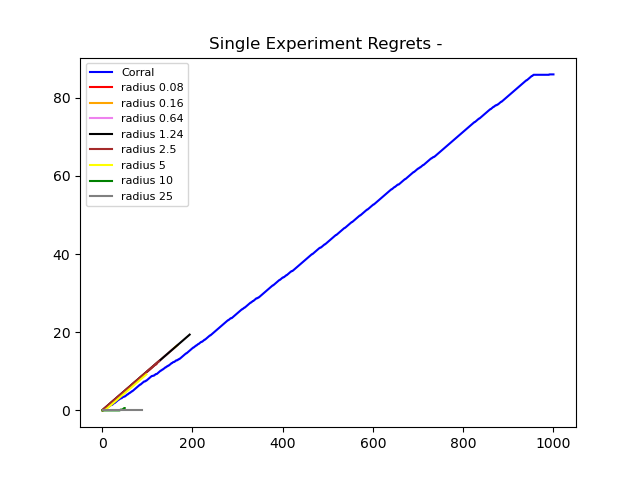 Single Experiment Regrets -
Corral
radius 0.08
radius 0.16
radius 0.64
radius 1.24
radius 2.5
radius 5
radius 10
radius 25
80
60
40
20
0
0 200 400 600 800 1000